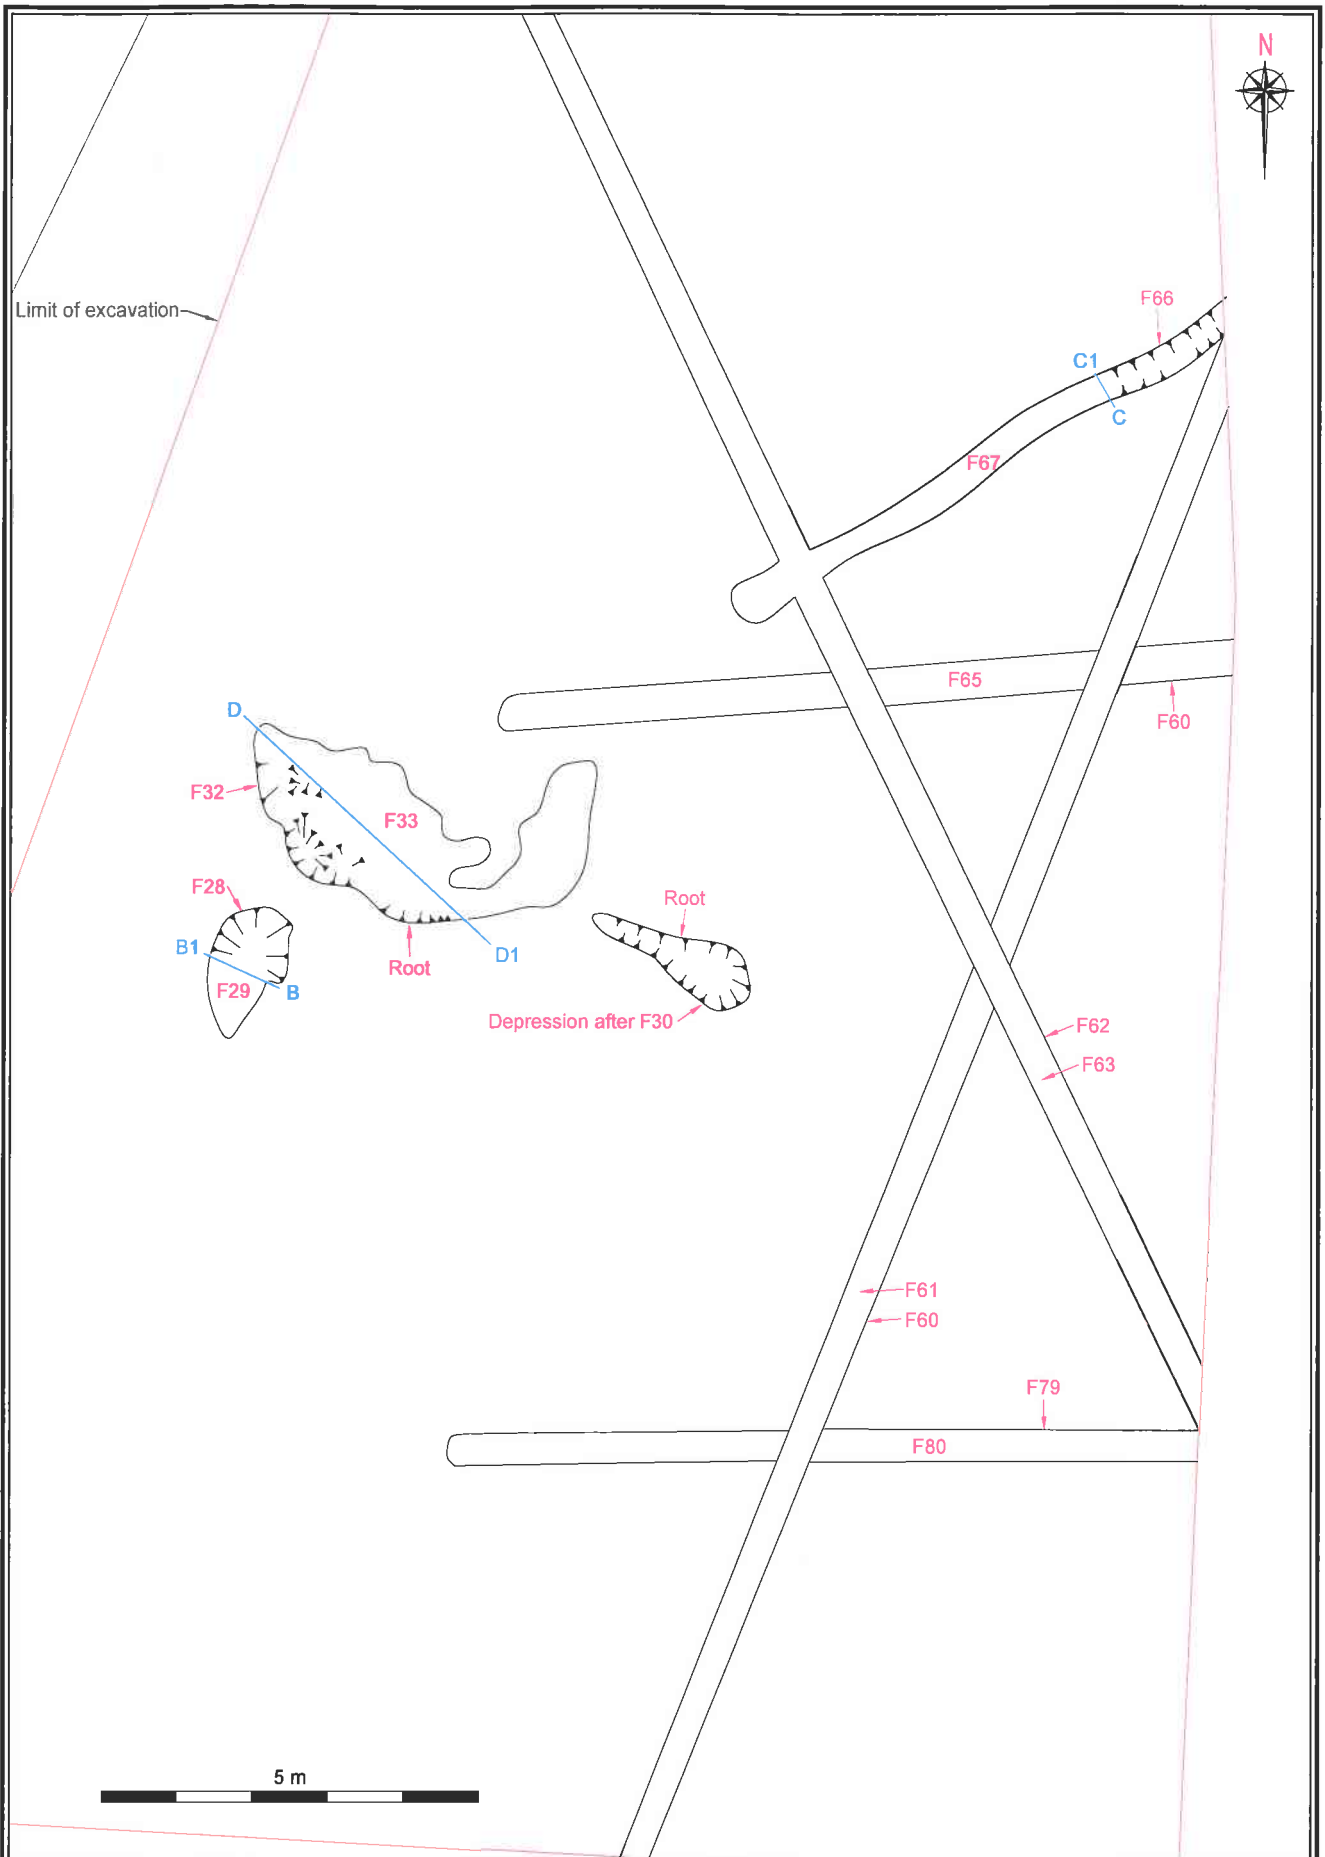 N
Limit of excavation
F66
C1
C
F67
F65
F60
D
F32
F33
F28
Root
B1
D1
Root
F29
B
Depression after F30
F62
F63
F61
F60
F79
F80
5 m